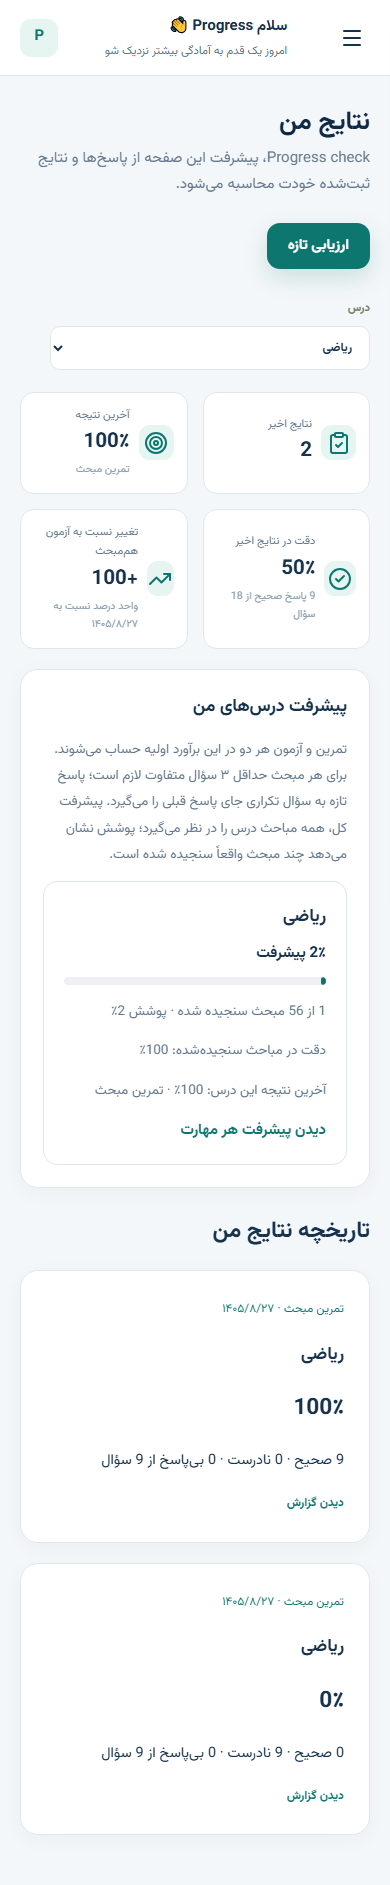 سلام Progress 👋
امروز یک قدم به آمادگی بیشتر نزدیک شو
P
نتایج من
Progress check، پیشرفت این صفحه از پاسخ‌ها و نتایج
ثبت‌شده خودت محاسبه می‌شود.
ارزیابی تازه
درس
ریاضی
نتایج اخیر
2
آخرین نتیجه
100٪
تمرین مبحث
دقت در نتایج اخیر
50٪
9 پاسخ صحیح از 18
سؤال
تغییر نسبت به آزمون
هم‌مبحث
+100
واحد درصد نسبت به
۱۴۰۵/۸/۲۷
پیشرفت درس‌های من
تمرین و آزمون هر دو در این برآورد اولیه حساب می‌شوند.
برای هر مبحث حداقل ۳ سؤال متفاوت لازم است؛ پاسخ
تازه به سؤال تکراری جای پاسخ قبلی را می‌گیرد. پیشرفت
کل، همه مباحث درس را در نظر می‌گیرد؛ پوشش نشان
می‌دهد چند مبحث واقعاً سنجیده شده است.
ریاضی
2٪ پیشرفت
1 از 56 مبحث سنجیده شده · پوشش 2٪
دقت در مباحث سنجیده‌شده: 100٪
آخرین نتیجه این درس: 100٪ · تمرین مبحث
دیدن پیشرفت هر مهارت
تاریخچه نتایج من
تمرین مبحث · ۱۴۰۵/۸/۲۷
ریاضی
100٪
9 صحیح · 0 نادرست · 0 بی‌پاسخ از 9 سؤال
دیدن گزارش
تمرین مبحث · ۱۴۰۵/۸/۲۷
ریاضی
0٪
0 صحیح · 9 نادرست · 0 بی‌پاسخ از 9 سؤال
دیدن گزارش